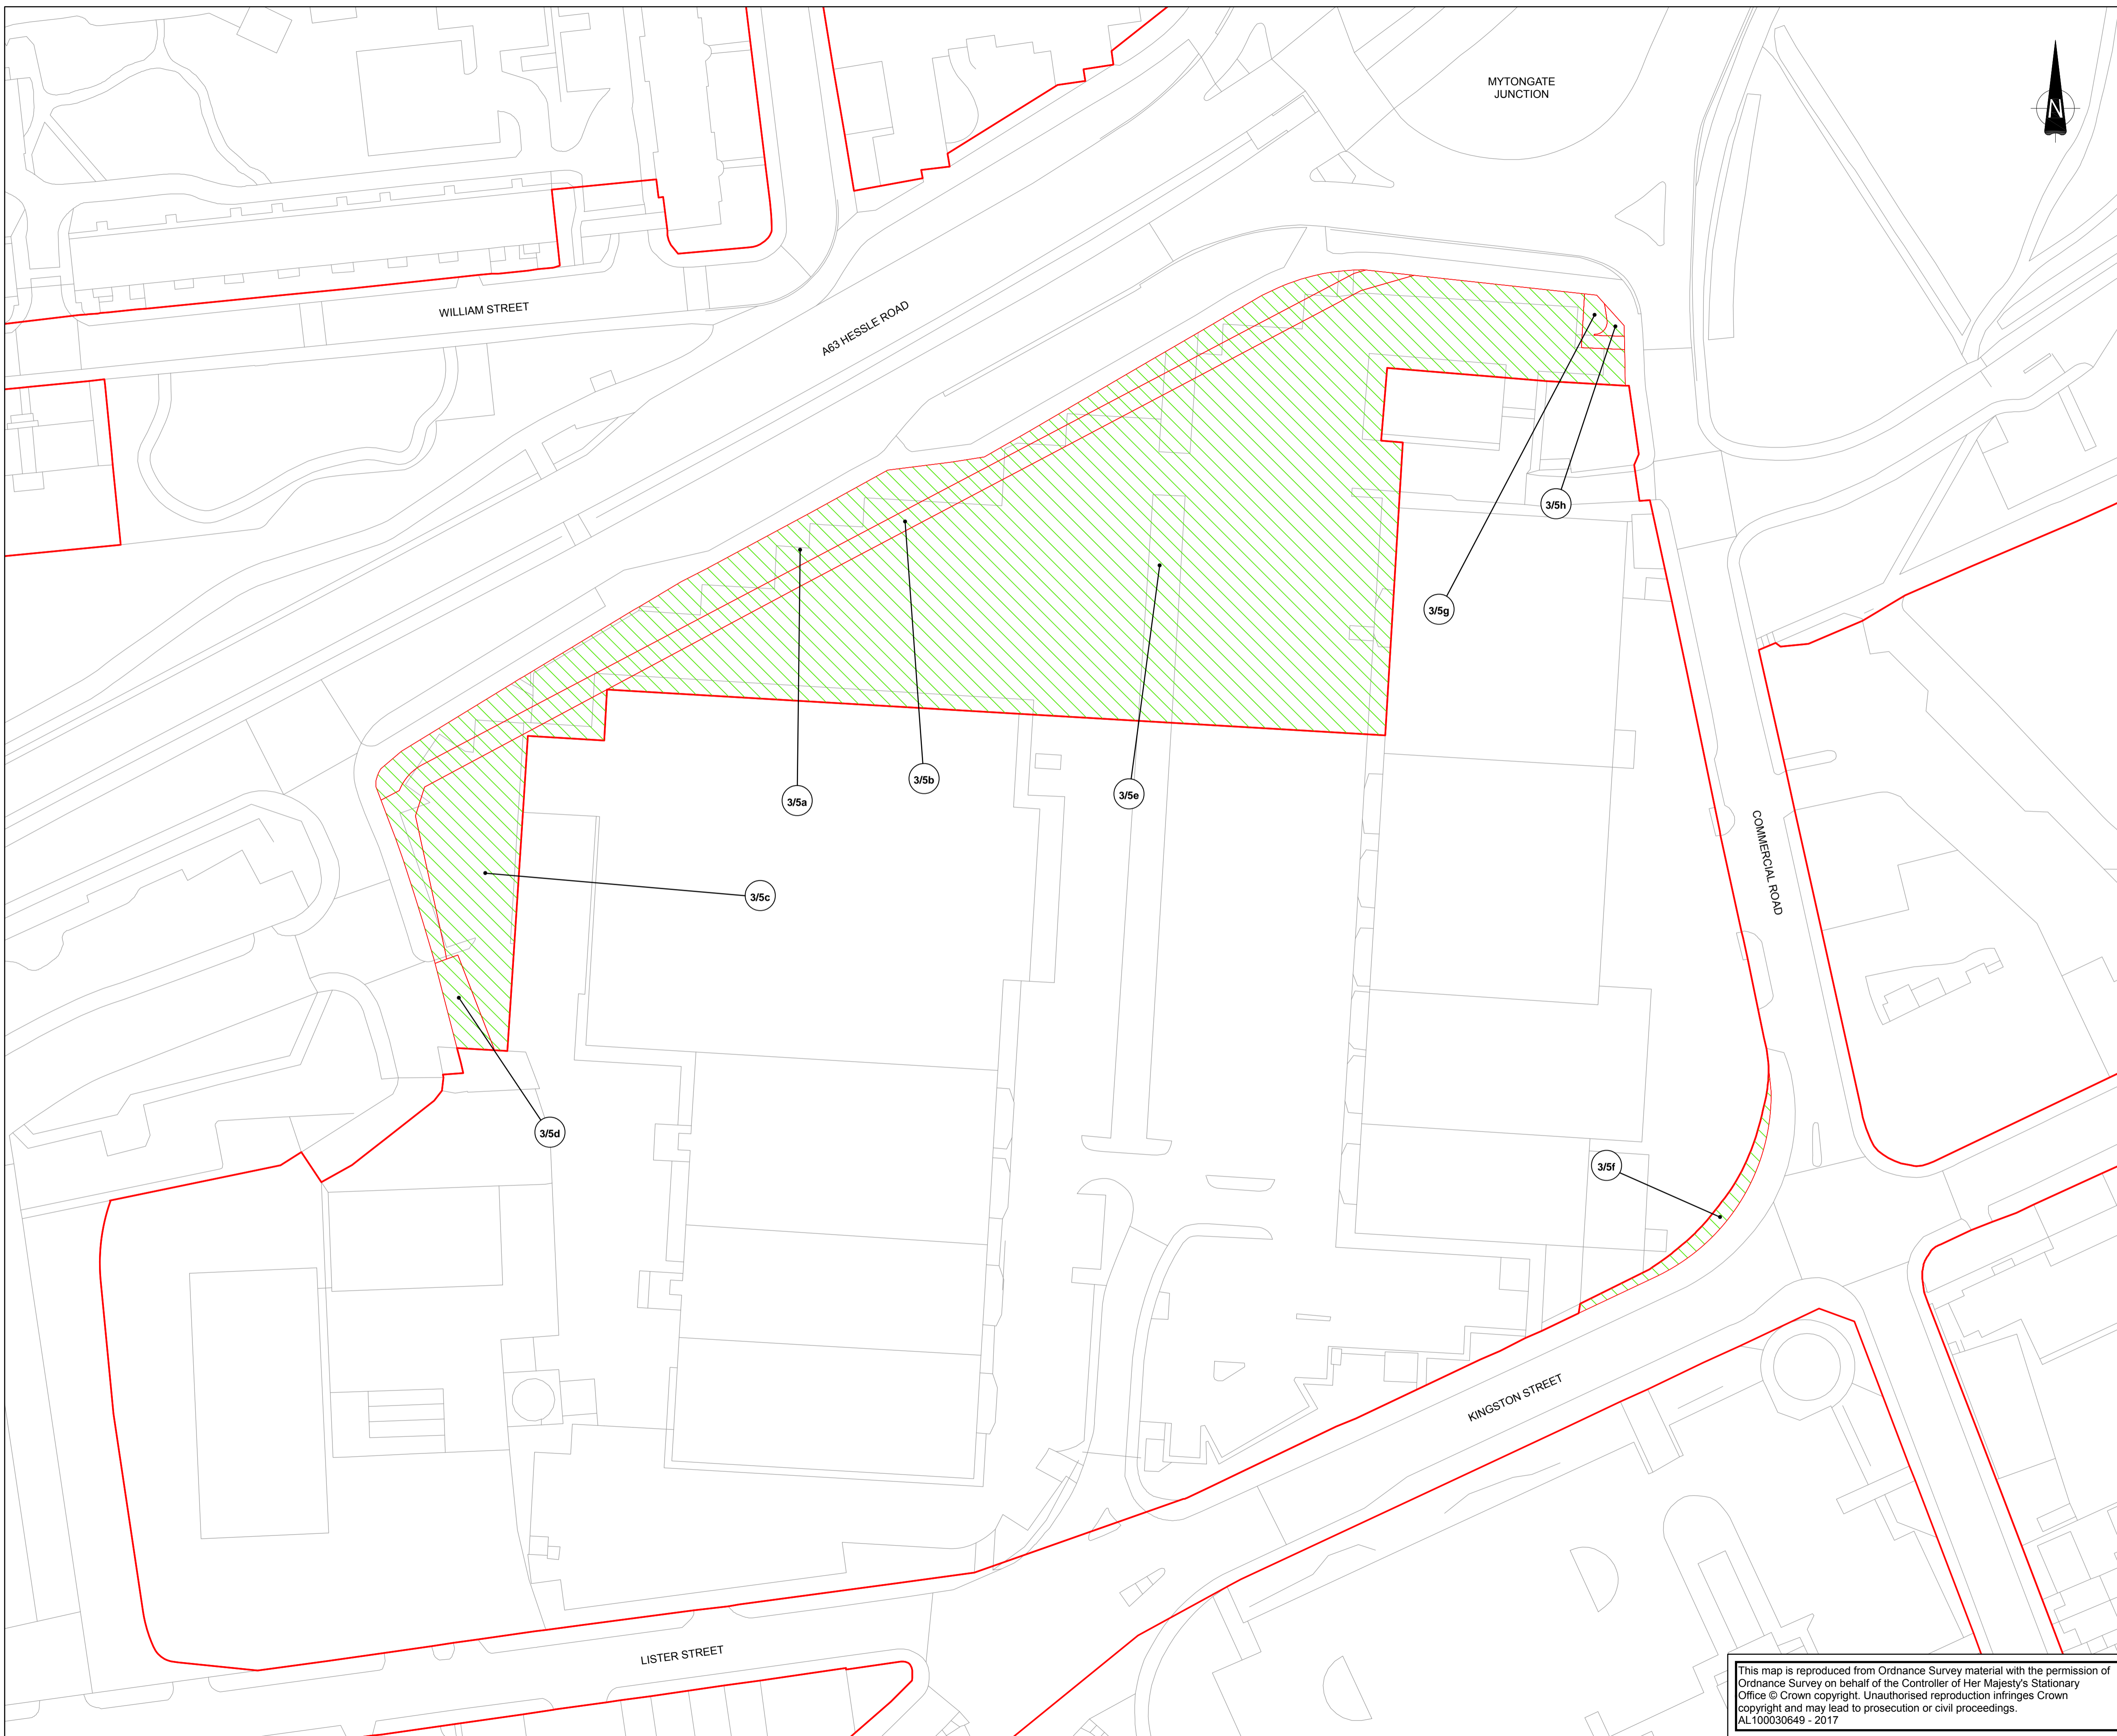 MYTONGATE
JUNCTION
N
WILLIAM STREET
A63 HESSLE ROAD
3/5h
3/5g
3/5b
3/5e
3/5a
COMMERCIAL ROAD
3/5c
3/5d
3/5f
KINGSTON STREET
LISTER STREET
This map is reproduced from Ordnance Survey material with the permission of
Ordnance Survey on behalf of the Controller of Her Majesty's Stationary
Office © Crown copyright. Unauthorised reproduction infringes Crown
copyright and may lead to prosecution or civil proceedings.
AL100030649 - 2017